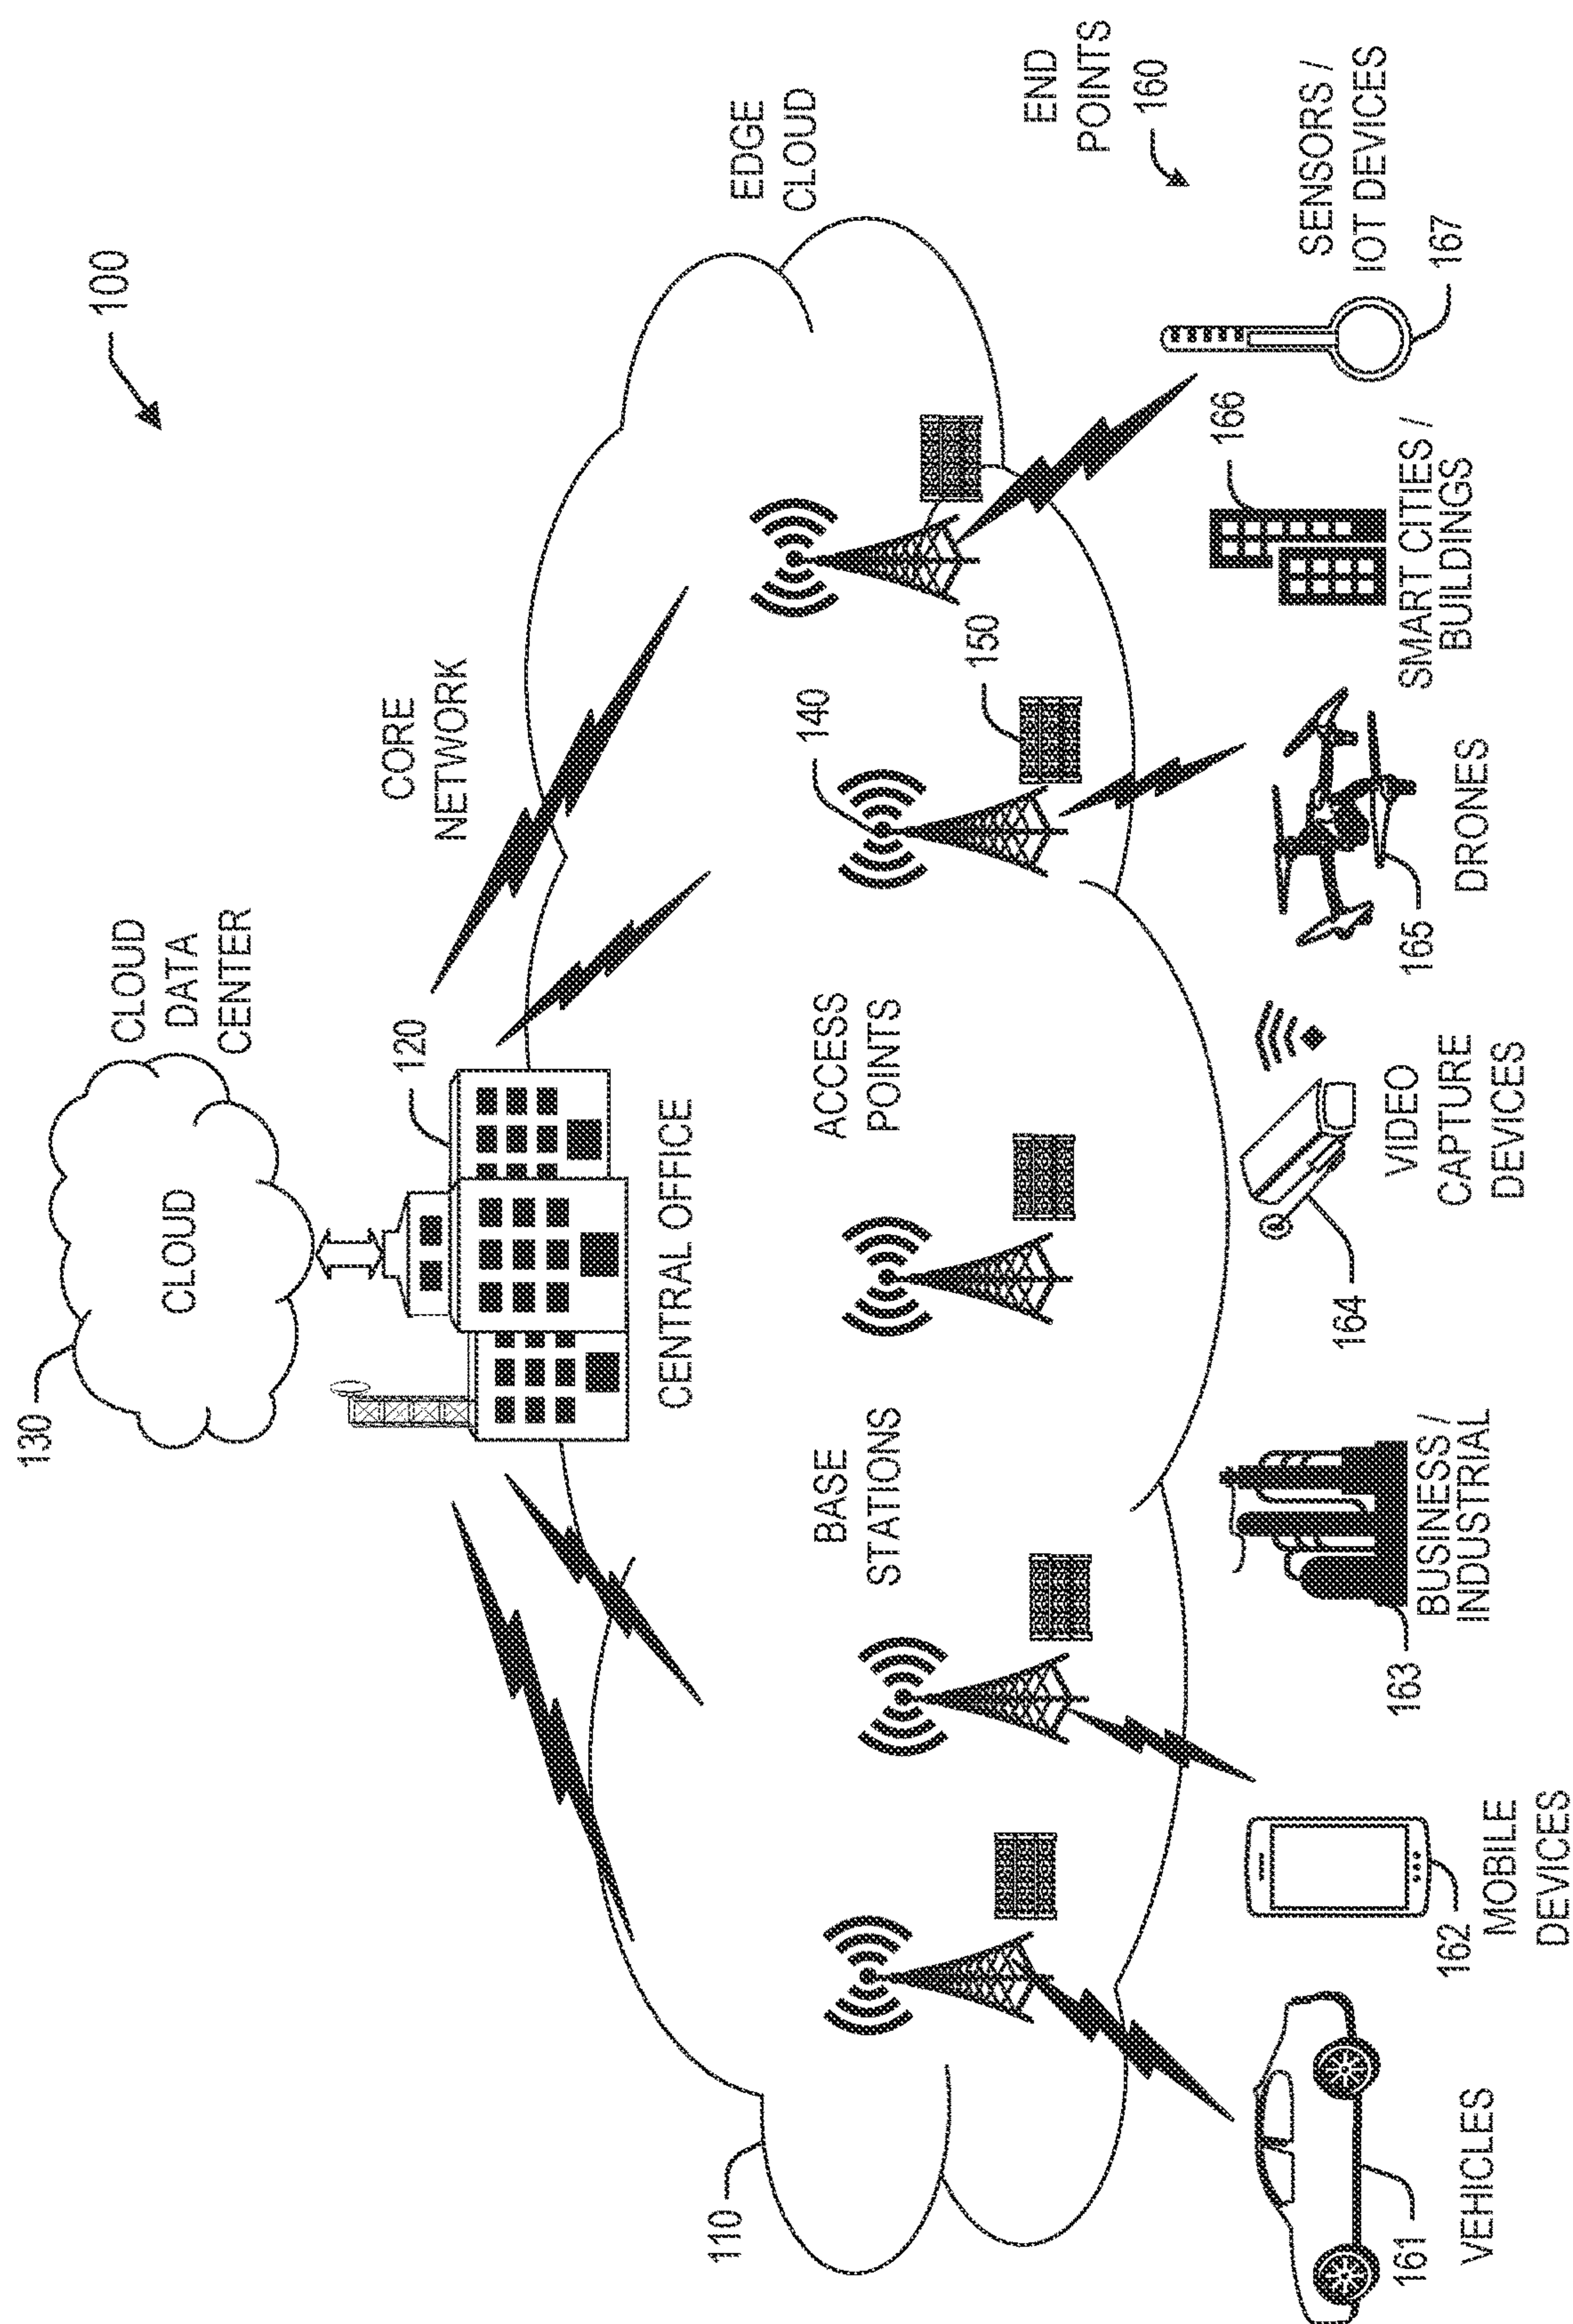 100
130
CLOUD
CLOUD
DATA
CENTER
120
CENTRAL OFFICE
CORE
NETWORK
110
EDGE
CLOUD
BASE
STATIONS
ACCESS
POINTS
140
150
END
POINTS
160
161
VEHICLES
162
MOBILE
DEVICES
163
BUSINESS /
INDUSTRIAL
164
VIDEO
CAPTURE
DEVICES
165
DRONES
166
SMART CITIES /
BUILDINGS
SENSORS /
IOT DEVICES
167